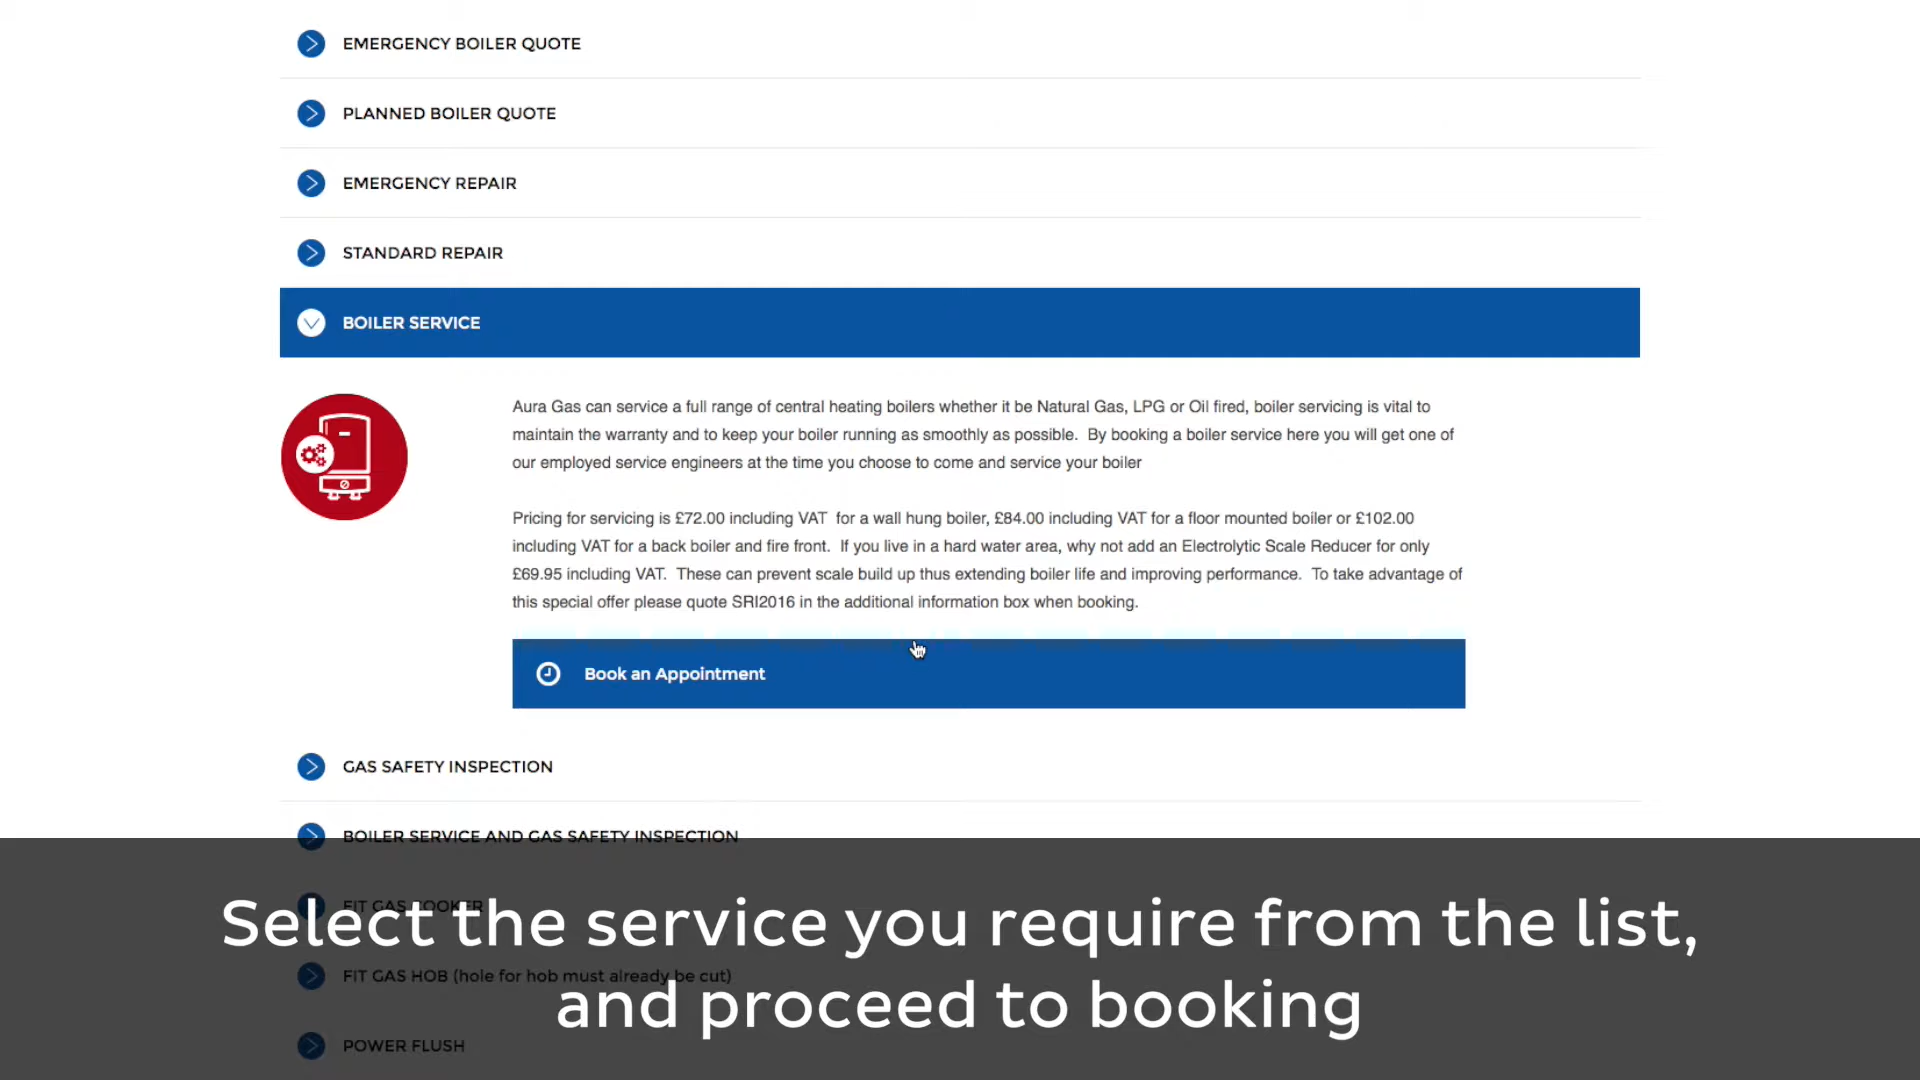 EMERGENCY BOILER QUOTE
PLANNED BOILER QUOTE
EMERGENCY REPAIR
STANDARD REPAIR
BOILER SERVICE
Aura Gas can service a full range of central heating boilers whether it be Natural Gas, LPG or Oil fired, boiler servicing is vital to
maintain the warranty and to keep your boiler running as smoothly as possible. By booking a boiler service here you will get one of
our employed service engineers at the time you choose to come and service your boiler
Pricing for servicing is £72.00 including VAT for a wall hung boiler, £84.00 including VAT for a floor mounted boiler or £102.00
including VAT for a back boiler and fire front. If you live in a hard water area, why not add an Electrolytic Scale Reducer for only
£69.95 including VAT. These can prevent scale build up thus extending boiler life and improving performance. To take advantage of
this special offer please quote SRI2016 in the additional information box when booking.
Book an Appointment
GAS SAFETY INSPECTION
BOILER SERVICE AND GAS SAFETY INSPECTION
FIT GAS COOKER
Select the service you require from the list,
FIT GAS HOB (hole for hob must already be cut)
and proceed to booking
POWER FLUSH